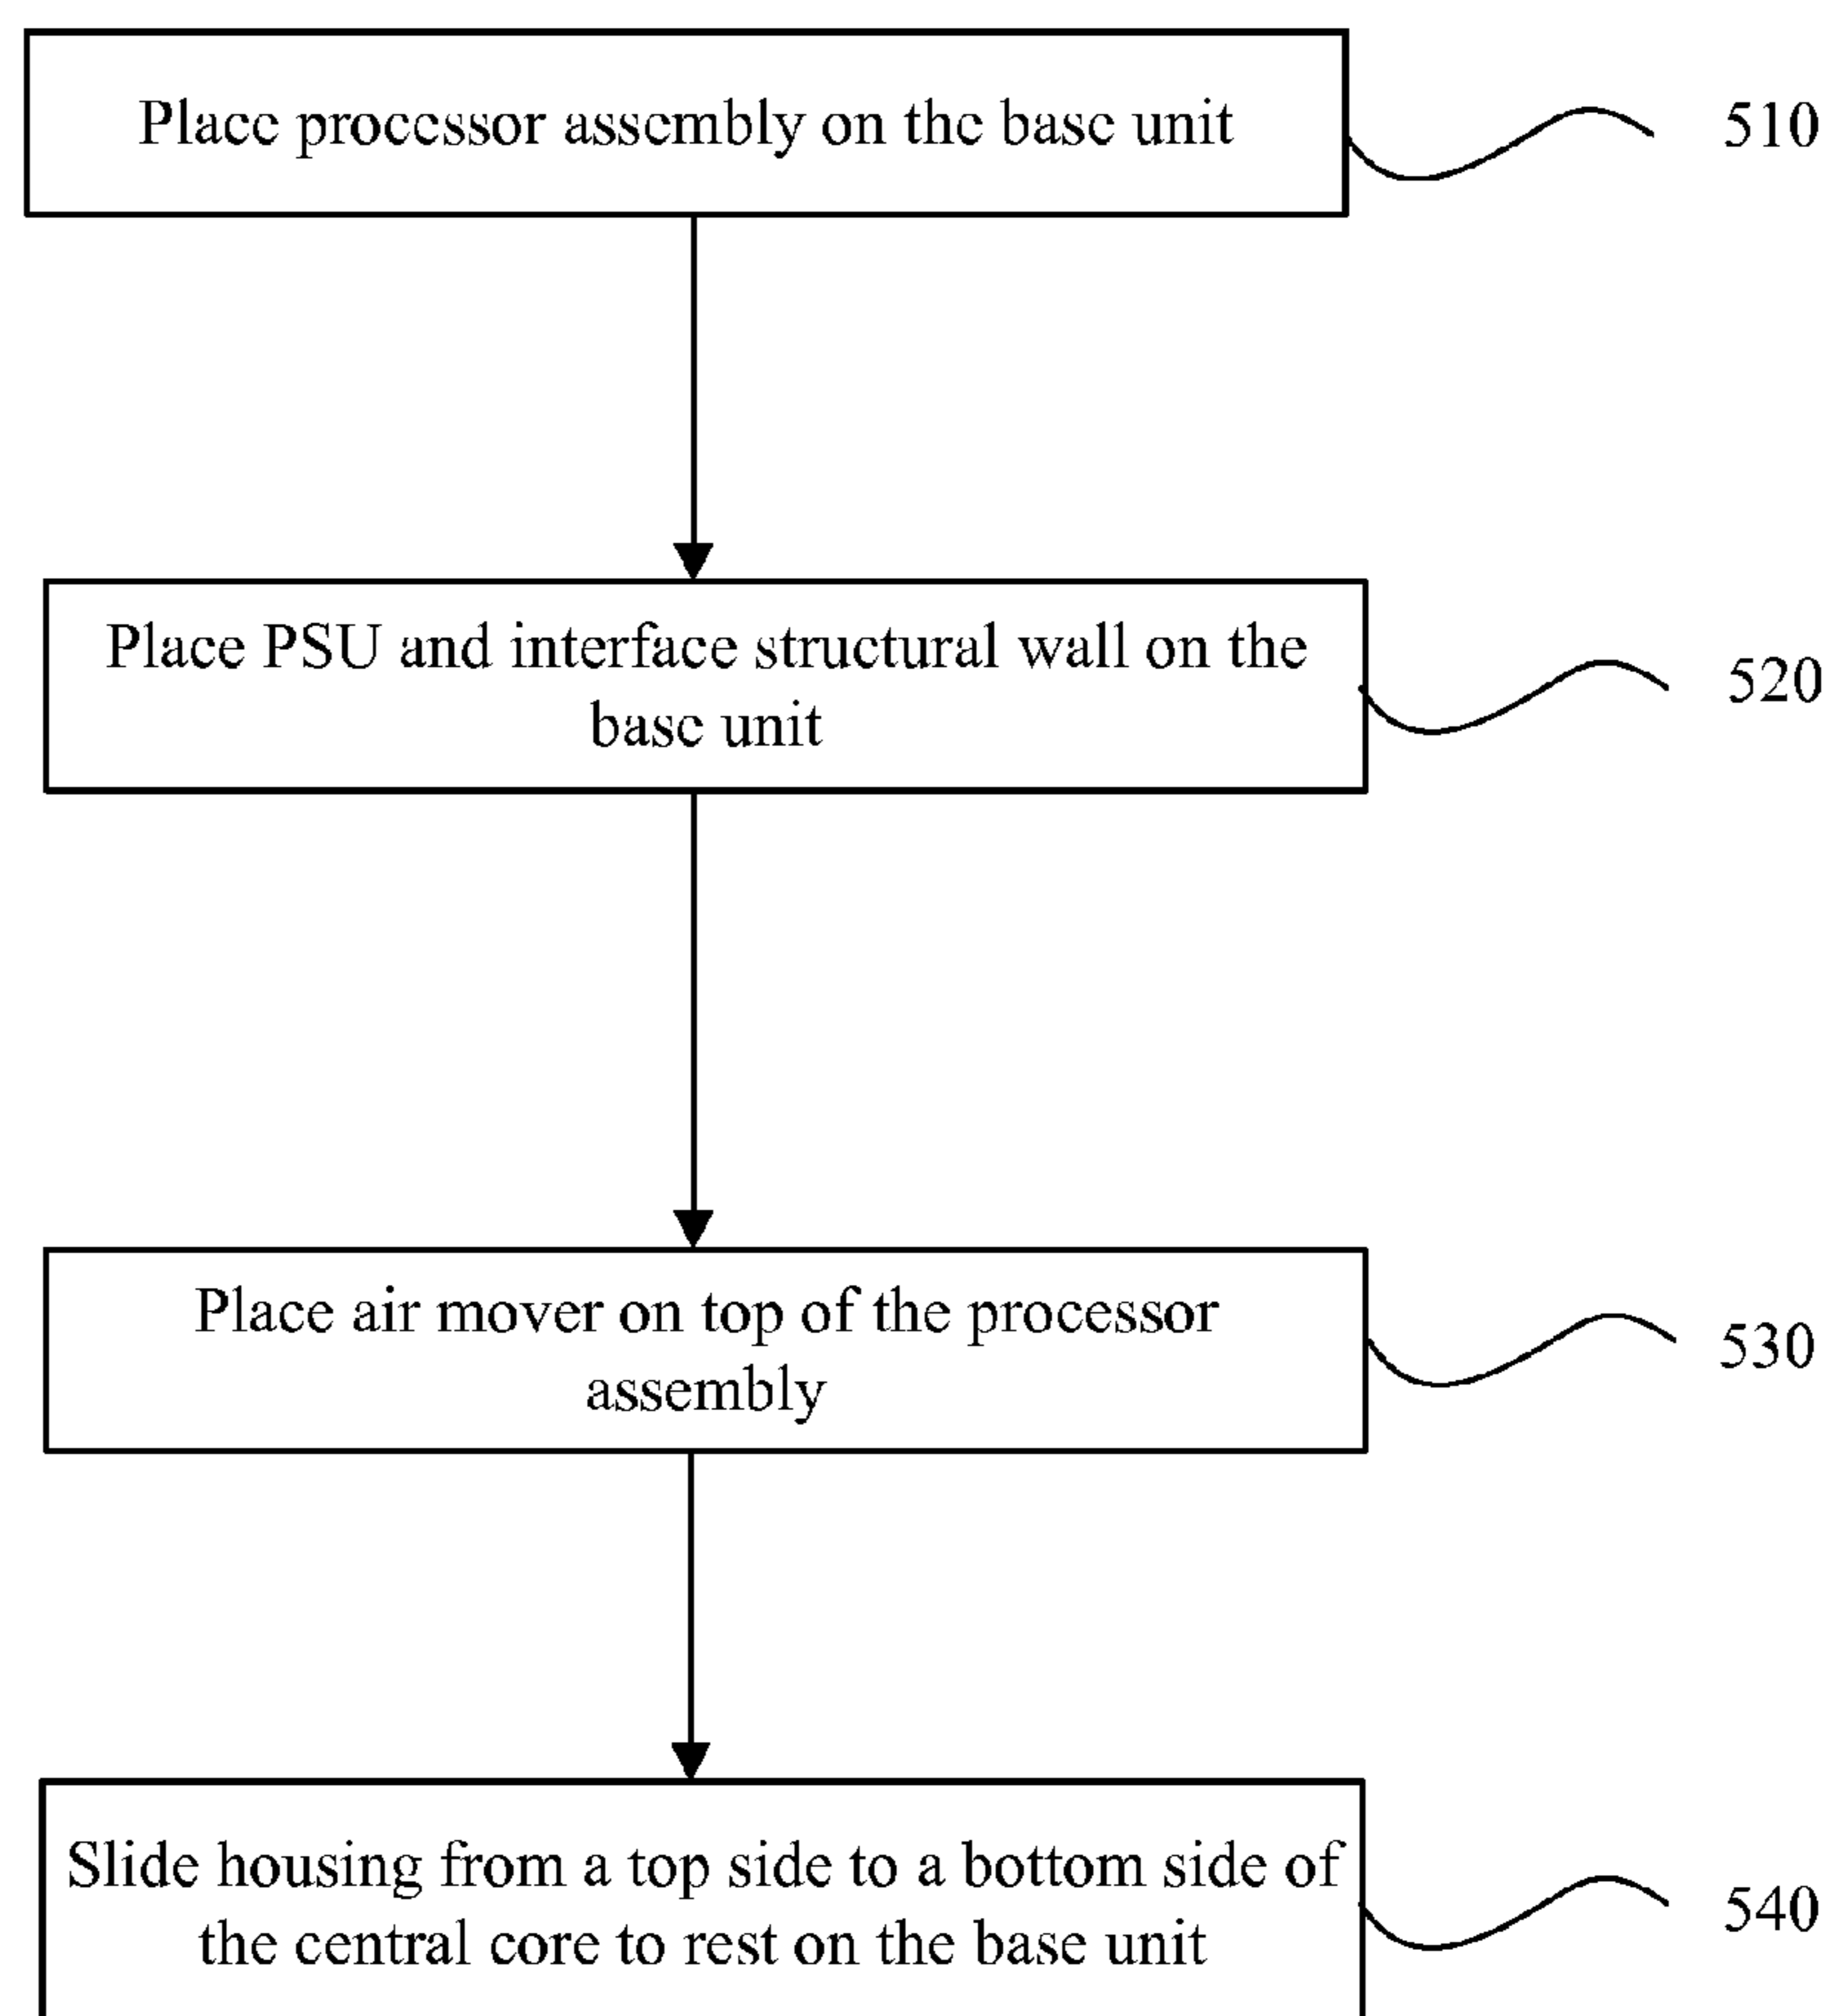 Place processor assembly on the base unit
510
Place PSU and interface structural wall on the
base unit
520
Place air mover on top of the processor
assembly
530
Slide housing from a top side to a bottom side of
the central core to rest on the base unit
540